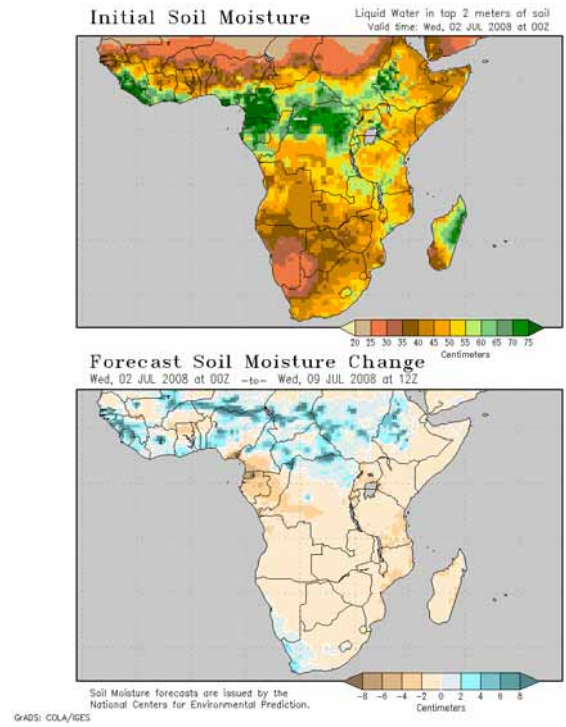 Initial Soil Moisture
Liquid Water in top 2 meters of soil
Valid time: Wed, 02 JUL 2008 at 00Z
20 25 30 35 40 45 50 55 60 65 70 75
Centimeters
Forecast Soil Moisture Change
Wed, 02 JUL 2008 at 00Z -to- Wed, 09 JUL 2008 at 12Z
-8 -6 -4 -2 0 2 4 6 8
Centimeters
Soil Moisture forecasts are issued by the
National Centers for Environmental Prediction.
GrADS: COLA/IGES